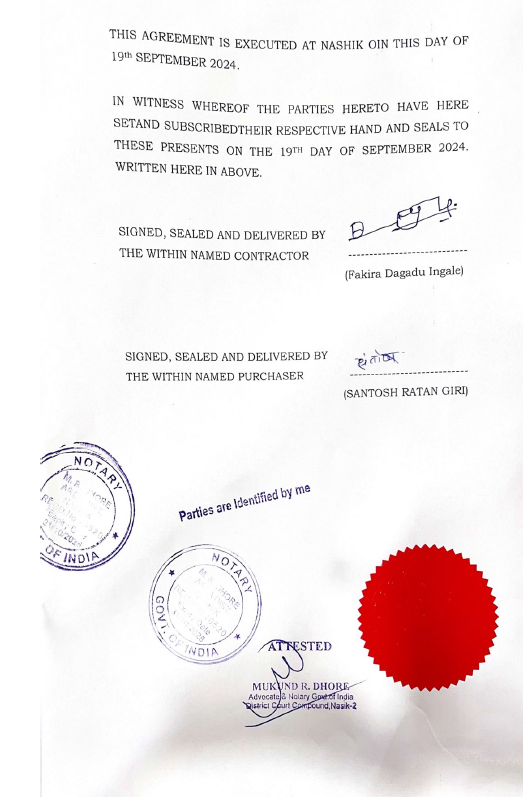 THIS AGREEMENT IS EXECUTED AT NASHIK OIN THIS DAY OF
19th SEPTEMBER 2024.
IN WITNESS WHEREOF THE PARTIES HERETO HAVE HERE
SETAND SUBSCRIBEDTHEIR RESPECTIVE HAND AND SEALS TO
THESE PRESENTS ON THE 19TH DAY OF SEPTEMBER 2024.
WRITTEN HERE IN ABOVE.
SIGNED, SEALED AND DELIVERED BY
THE WITHIN NAMED CONTRACTOR
(Fakira Dagadu Ingale)
SIGNED, SEALED AND DELIVERED BY
THE WITHIN NAMED PURCHASER
संतोष
(SANTOSH RATAN GIRI)
NOTARY
OF INDIA
Parties are Identified by me
NOTARY
M. R. DHORE
GOVT. OF INDIA
ATTESTED
MUKUND R. DHORE
Advocate & Notary Govt of India
District Court Compound, Nasik-2